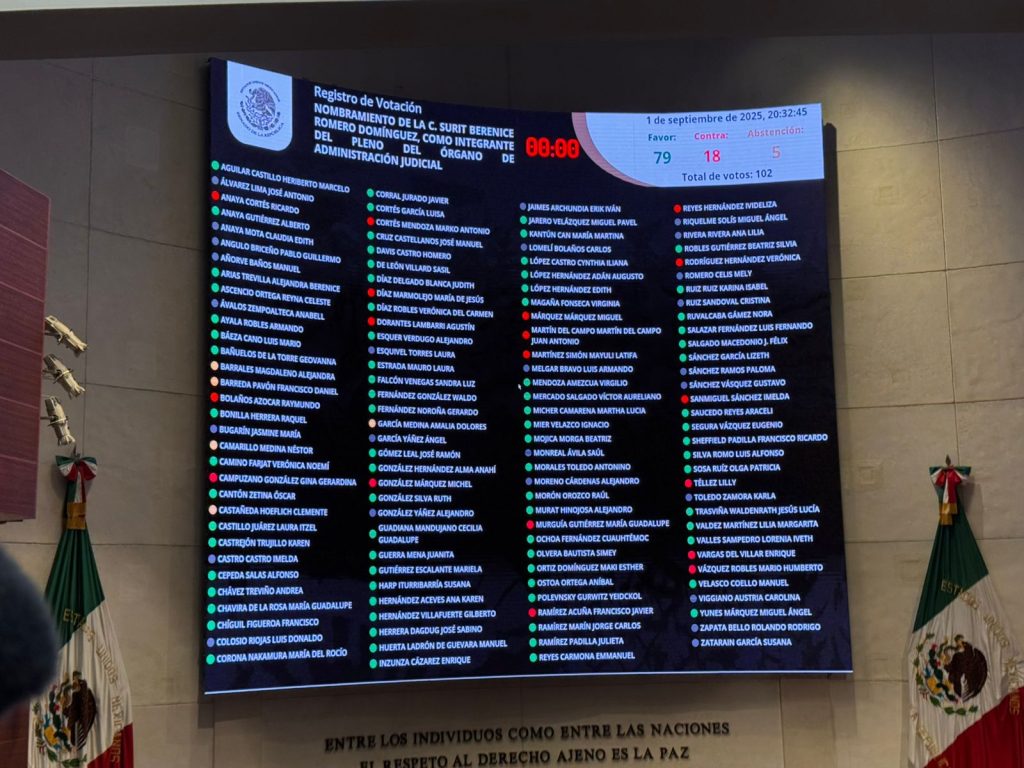 Registro de Votación
NOMBRAMIENTO DE LA C. SURIT BERENICE
ROMERO DOMÍNGUEZ, COMO INTEGRANTE
DEL PLENO DEL ÓRGANO DE
ADMINISTRACIÓN JUDICIAL
00:00
1 de septiembre de 2025, 20:32:45
Favor: Contra: Abstención:
79 18 5
Total de votos: 102
AGUILAR CASTILLO HERIBERTO MARCELO
ÁLVAREZ LIMA JOSÉ ANTONIO
ANAYA CORTÉS RICARDO
ANAYA GUTIÉRREZ ALBERTO
ANAYA MOTA CLAUDIA EDITH
ANGULO BRICEÑO PABLO GUILLERMO
AÑORVE BAÑOS MANUEL
ARIAS TREVILLA ALEJANDRA BERENICE
ASCENCIO ORTEGA REYNA CELESTE
ÁVALOS ZEMPOALTECA ANABELL
AYALA ROBLES ARMANDO
BÁEZA CANO LUIS MARIO
BAÑUELOS DE LA TORRE GEOVANNA
BARRALES MAGDALENO ALEJANDRA
BARREDA PAVÓN FRANCISCO DANIEL
BOLAÑOS AZOCAR RAYMUNDO
BONILLA HERRERA RAQUEL
BUGARÍN JASMINE MARÍA
CAMARILLO MEDINA NÉSTOR
CAMINO FARJAT VERÓNICA NOEMÍ
CAMPUZANO GONZÁLEZ GINA GERARDINA
CANTÓN ZETINA ÓSCAR
CASTAÑEDA HOEFLICH CLEMENTE
CASTILLO JUÁREZ LAURA ITZEL
CASTREJÓN TRUJILLO KAREN
CASTRO CASTRO IMELDA
CEPEDA SALAS ALFONSO
CHÁVEZ TREVIÑO ANDREA
CHAVIRA DE LA ROSA MARÍA GUADALUPE
CHÍGUIL FIGUEROA FRANCISCO
COLOSIO RIOJAS LUIS DONALDO
CORONA NAKAMURA MARÍA DEL ROCÍO
CORRAL JURADO JAVIER
CORTÉS GARCÍA LUISA
CORTÉS MENDOZA MARKO ANTONIO
CRUZ CASTELLANOS JOSÉ MANUEL
DAVIS CASTRO HOMERO
DE LEÓN VILLARD SASIL
DÍAZ DELGADO BLANCA JUDITH
DÍAZ MARMOLEJO MARÍA DE JESÚS
DÍAZ ROBLES VERÓNICA DEL CARMEN
DORANTES LAMBARRI AGUSTÍN
ESQUER VERDUGO ALEJANDRO
ESQUIVEL TORRES LAURA
ESTRADA MAURO LAURA
FALCÓN VENEGAS SANDRA LUZ
FERNÁNDEZ GONZÁLEZ WALDO
FERNÁNDEZ NOROÑA GERARDO
GARCÍA MEDINA AMALIA DOLORES
GARCÍA YÁÑEZ ÁNGEL
GÓMEZ LEAL JOSÉ RAMÓN
GONZÁLEZ HERNÁNDEZ ALMA ANAHÍ
GONZÁLEZ MÁRQUEZ MICHEL
GONZÁLEZ SILVA RUTH
GONZÁLEZ YÁÑEZ ALEJANDRO
GUADIANA MANDUJANO CECILIA
GUADALUPE
GUERRA MENA JUANITA
GUTIÉRREZ ESCALANTE MARIELA
HARP ITURRIBARRÍA SUSANA
HERNÁNDEZ ACEVES ANA KAREN
HERNÁNDEZ VILLAFUERTE GILBERTO
HERRERA DAGDUG JOSÉ SABINO
HUERTA LADRÓN DE GUEVARA MANUEL
INZUNZA CÁZAREZ ENRIQUE
JAIMES ARCHUNDIA ERIK IVÁN
JARERO VELÁZQUEZ MIGUEL PAVEL
KANTÚN CAN MARÍA MARTINA
LOMELÍ BOLAÑOS CARLOS
LÓPEZ CASTRO CYNTHIA ILIANA
LÓPEZ HERNÁNDEZ ADÁN AUGUSTO
LÓPEZ HERNÁNDEZ EDITH
MAGAÑA FONSECA VIRGINIA
MÁRQUEZ MÁRQUEZ MIGUEL
MARTÍN DEL CAMPO MARTÍN DEL CAMPO
JUAN ANTONIO
MARTÍNEZ SIMÓN MAYULI LATIFA
MELGAR BRAVO LUIS ARMANDO
MENDOZA AMEZCUA VIRGILIO
MERCADO SALGADO VÍCTOR AURELIANO
MICHER CAMARENA MARTHA LUCIA
MIER VELAZCO IGNACIO
MOJICA MORGA BEATRIZ
MONREAL ÁVILA SAÚL
MORALES TOLEDO ANTONINO
MORENO CÁRDENAS ALEJANDRO
MORÓN OROZCO RAÚL
MURAT HINOJOSA ALEJANDRO
MURGUÍA GUTIÉRREZ MARÍA GUADALUPE
OCHOA FERNÁNDEZ CUAUHTÉMOC
OLVERA BAUTISTA SIMEY
ORTIZ DOMÍNGUEZ MAKI ESTHER
OSTOA ORTEGA ANÍBAL
POLEVNSKY GURWITZ YEIDCKOL
RAMÍREZ ACUÑA FRANCISCO JAVIER
RAMÍREZ MARÍN JORGE CARLOS
RAMÍREZ PADILLA JULIETA
REYES CARMONA EMMANUEL
REYES HERNÁNDEZ IVIDELIZA
RIQUELME SOLÍS MIGUEL ÁNGEL
RIVERA RIVERA ANA LILIA
ROBLES GUTIÉRREZ BEATRIZ SILVIA
RODRÍGUEZ HERNÁNDEZ VERÓNICA
ROMERO CELIS MELY
RUIZ RUIZ KARINA ISABEL
RUIZ SANDOVAL CRISTINA
RUVALCABA GÁMEZ NORA
SALAZAR FERNÁNDEZ LUIS FERNANDO
SALGADO MACEDONIO J. FÉLIX
SÁNCHEZ GARCÍA LIZETH
SÁNCHEZ RAMOS PALOMA
SÁNCHEZ VÁSQUEZ GUSTAVO
SANMIGUEL SÁNCHEZ IMELDA
SAUCEDO REYES ARACELI
SEGURA VÁZQUEZ EUGENIO
SHEFFIELD PADILLA FRANCISCO RICARDO
SILVA ROMO LUIS ALFONSO
SOSA RUÍZ OLGA PATRICIA
TÉLLEZ LILLY
TOLEDO ZAMORA KARLA
TRASVIÑA WALDENRATH JESÚS LUCÍA
VALDEZ MARTÍNEZ LILIA MARGARITA
VALLES SAMPEDRO LORENIA IVETH
VARGAS DEL VILLAR ENRIQUE
VÁZQUEZ ROBLES MARIO HUMBERTO
VELASCO COELLO MANUEL
VIGGIANO AUSTRIA CAROLINA
YUNES MÁRQUEZ MIGUEL ÁNGEL
ZAPATA BELLO ROLANDO RODRIGO
ZATARAIN GARCÍA SUSANA
ENTRE LOS INDIVIDUOS COMO ENTRE LAS NACIONES
EL RESPETO AL DERECHO AJENO ES LA PAZ